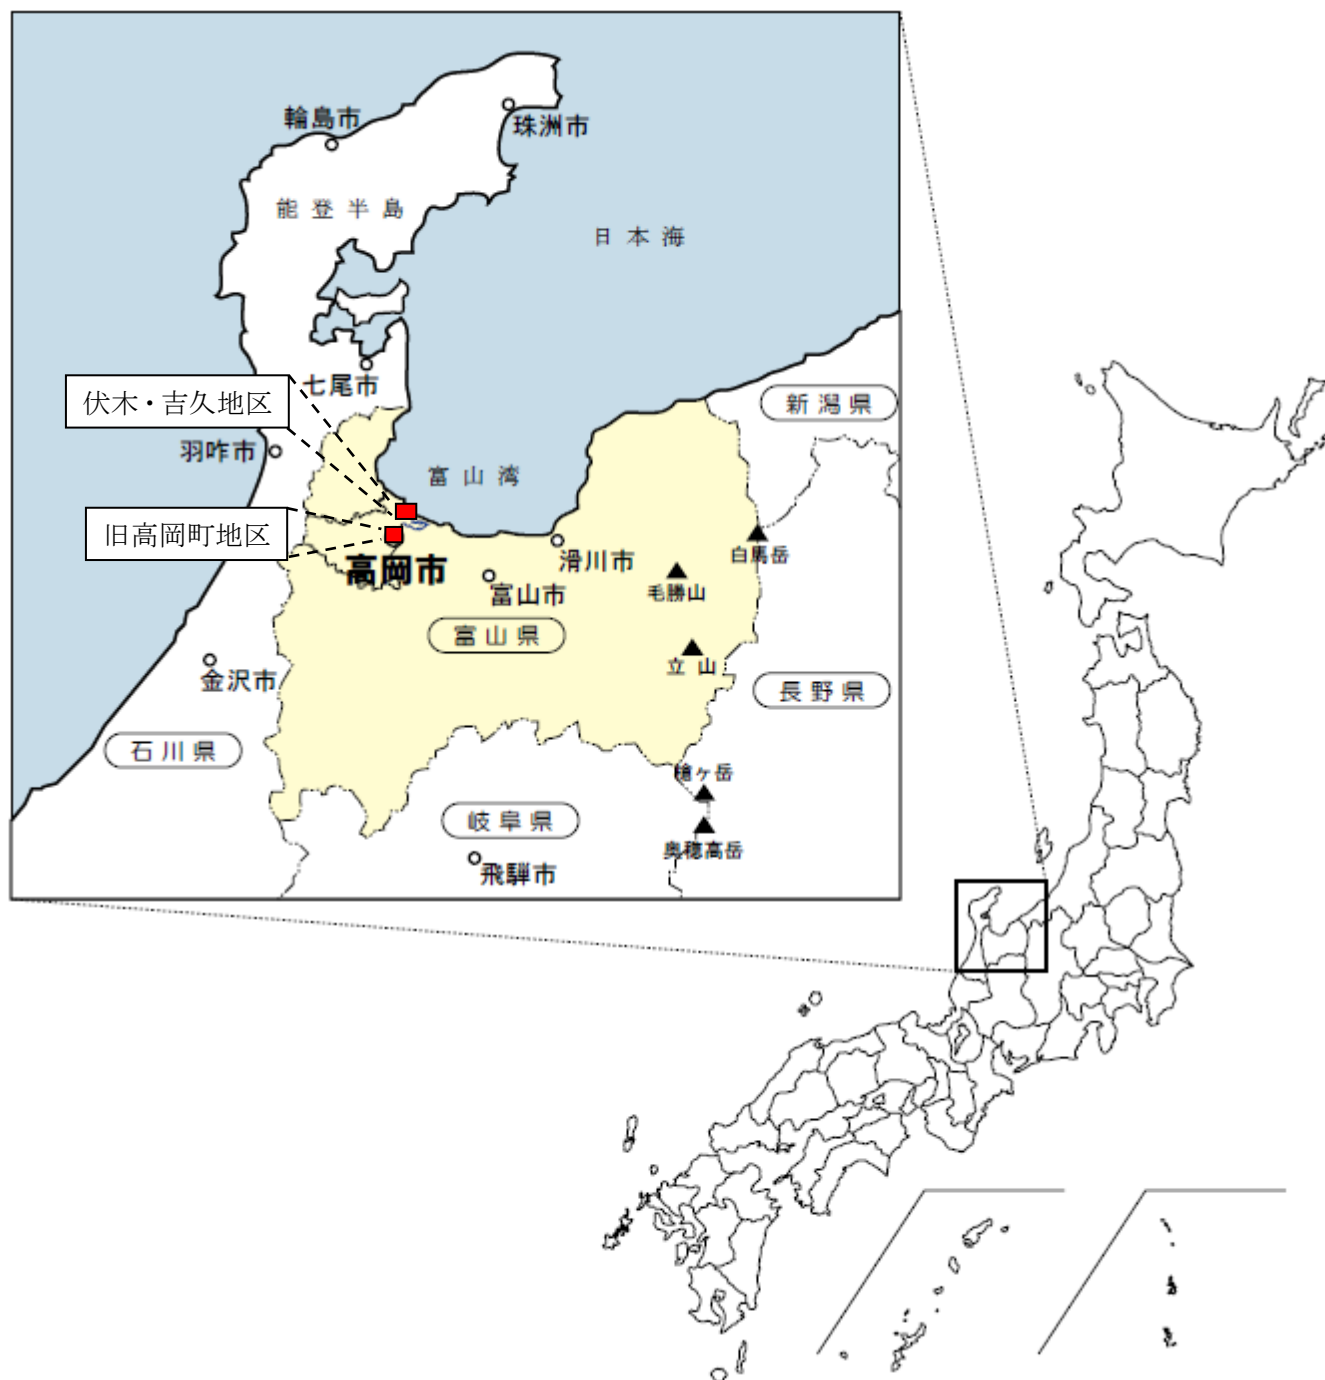 輪島市
珠洲市
能登半島
日本海
七尾市
伏木・吉久地区
新潟県
羽咋市
富山湾
旧高岡町地区
高岡市
滑川市
白馬岳
富山市
毛勝山
富山県
立山
金沢市
長野県
石川県
槍ヶ岳
岐阜県
奥穂高岳
飛騨市